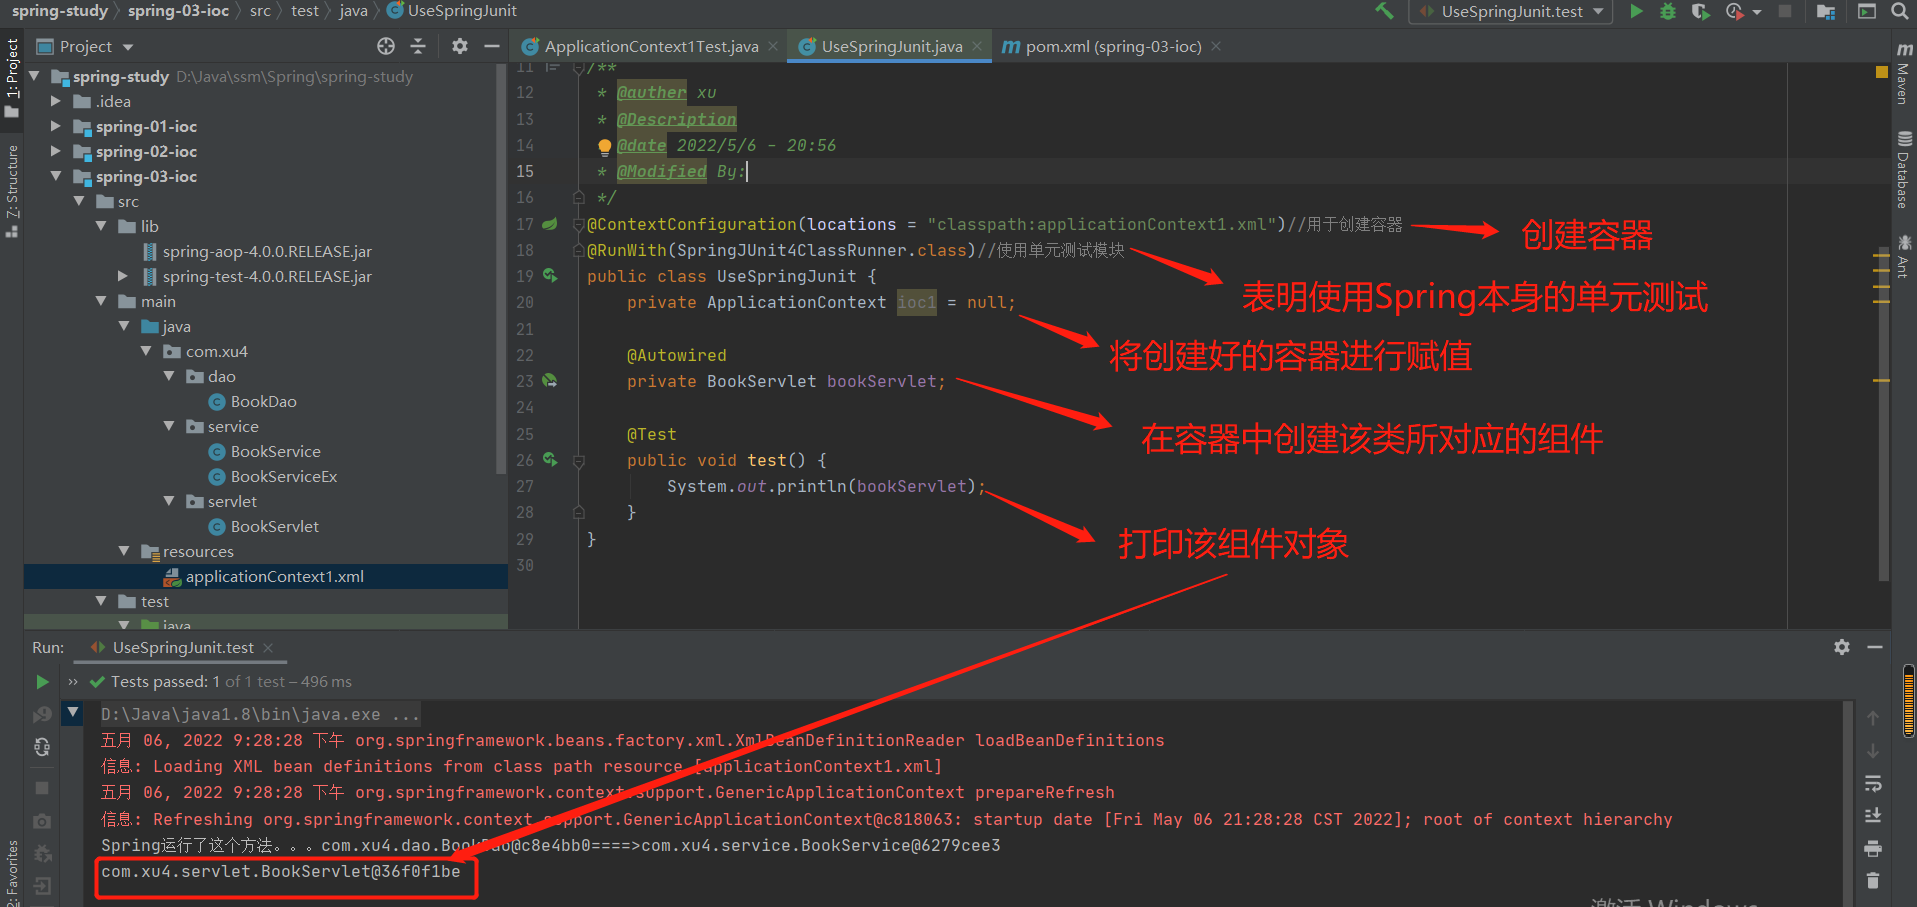 spring-study spring-03-ioc src test java UseSpringJunit
UseSpringJunit.test
1: Project
7: Structure
2: Favorites
Project
spring-study D:\Java\ssm\Spring\spring-study
.idea
spring-01-ioc
spring-02-ioc
spring-03-ioc
src
lib
spring-aop-4.0.0.RELEASE.jar
spring-test-4.0.0.RELEASE.jar
main
java
com.xu4
dao
BookDao
service
BookService
BookServiceEx
servlet
BookServlet
resources
applicationContext1.xml
test
java
ApplicationContext1Test.java
UseSpringJunit.java
pom.xml (spring-03-ioc)
11 /**
12 * @auther xu
13 * @Description
14 * @date 2022/5/6 - 20:56
15 * @Modified By:
16 */
17 @ContextConfiguration(locations = "classpath:applicationContext1.xml")//用于创建容器
18 @RunWith(SpringJUnit4ClassRunner.class)//使用单元测试模块
19 public class UseSpringJunit {
20 private ApplicationContext ioc1 = null;
21
22 @Autowired
23 private BookServlet bookServlet;
24
25 @Test
26 public void test() {
27 System.out.println(bookServlet);
28 }
29 }
30
创建容器
表明使用Spring本身的单元测试
将创建好的容器进行赋值
在容器中创建该类所对应的组件
打印该组件对象
Maven
Database
Ant
Run: UseSpringJunit.test
Tests passed: 1 of 1 test – 496 ms
D:\Java\java1.8\bin\java.exe ...
五月 06, 2022 9:28:28 下午 org.springframework.beans.factory.xml.XmlBeanDefinitionReader loadBeanDefinitions
信息: Loading XML bean definitions from class path resource [applicationContext1.xml]
五月 06, 2022 9:28:28 下午 org.springframework.context.support.GenericApplicationContext prepareRefresh
信息: Refreshing org.springframework.context.support.GenericApplicationContext@c818063: startup date [Fri May 06 21:28:28 CST 2022]; root of context hierarchy
Spring运行了这个方法。。。com.xu4.dao.BookDao@c8e4bb0====>com.xu4.service.BookService@6279cee3
com.xu4.servlet.BookServlet@36f0f1be
激活 Windows